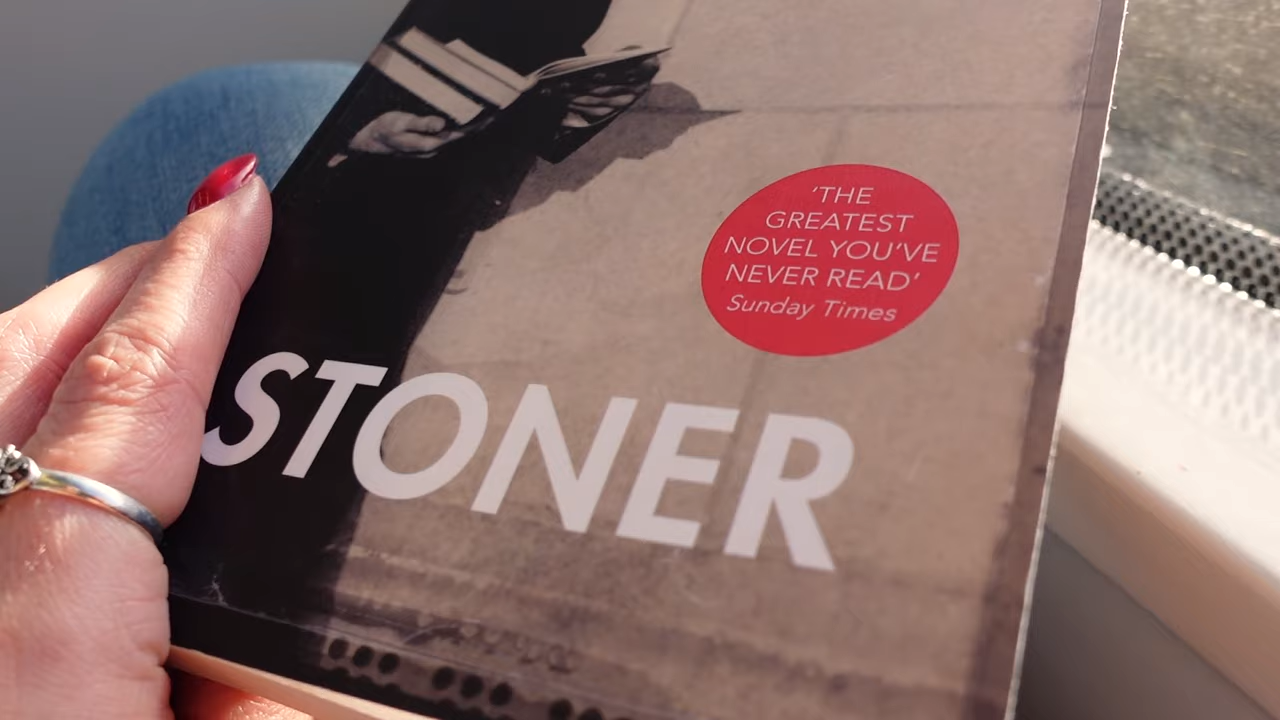 ‘THE
GREATEST
NOVEL YOU’VE
NEVER READ’
Sunday Times
STONER